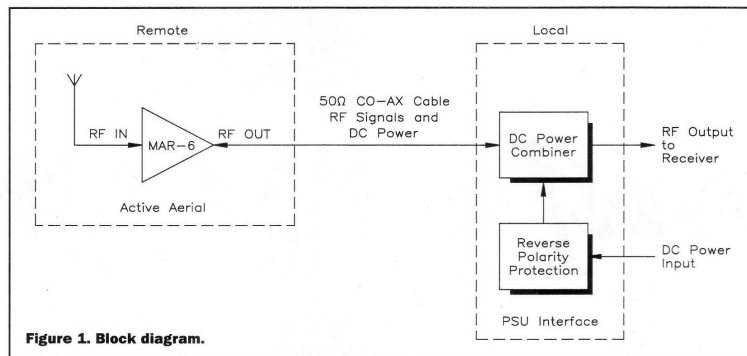 Remote
Local
RF IN
MAR-6
RF OUT
50Ω CO-AX Cable
RF Signals and
DC Power
DC Power
Combiner
RF Output
to
Receiver
Active Aerial
Reverse
Polarity
Protection
DC Power
Input
PSU Interface
Figure 1. Block diagram.